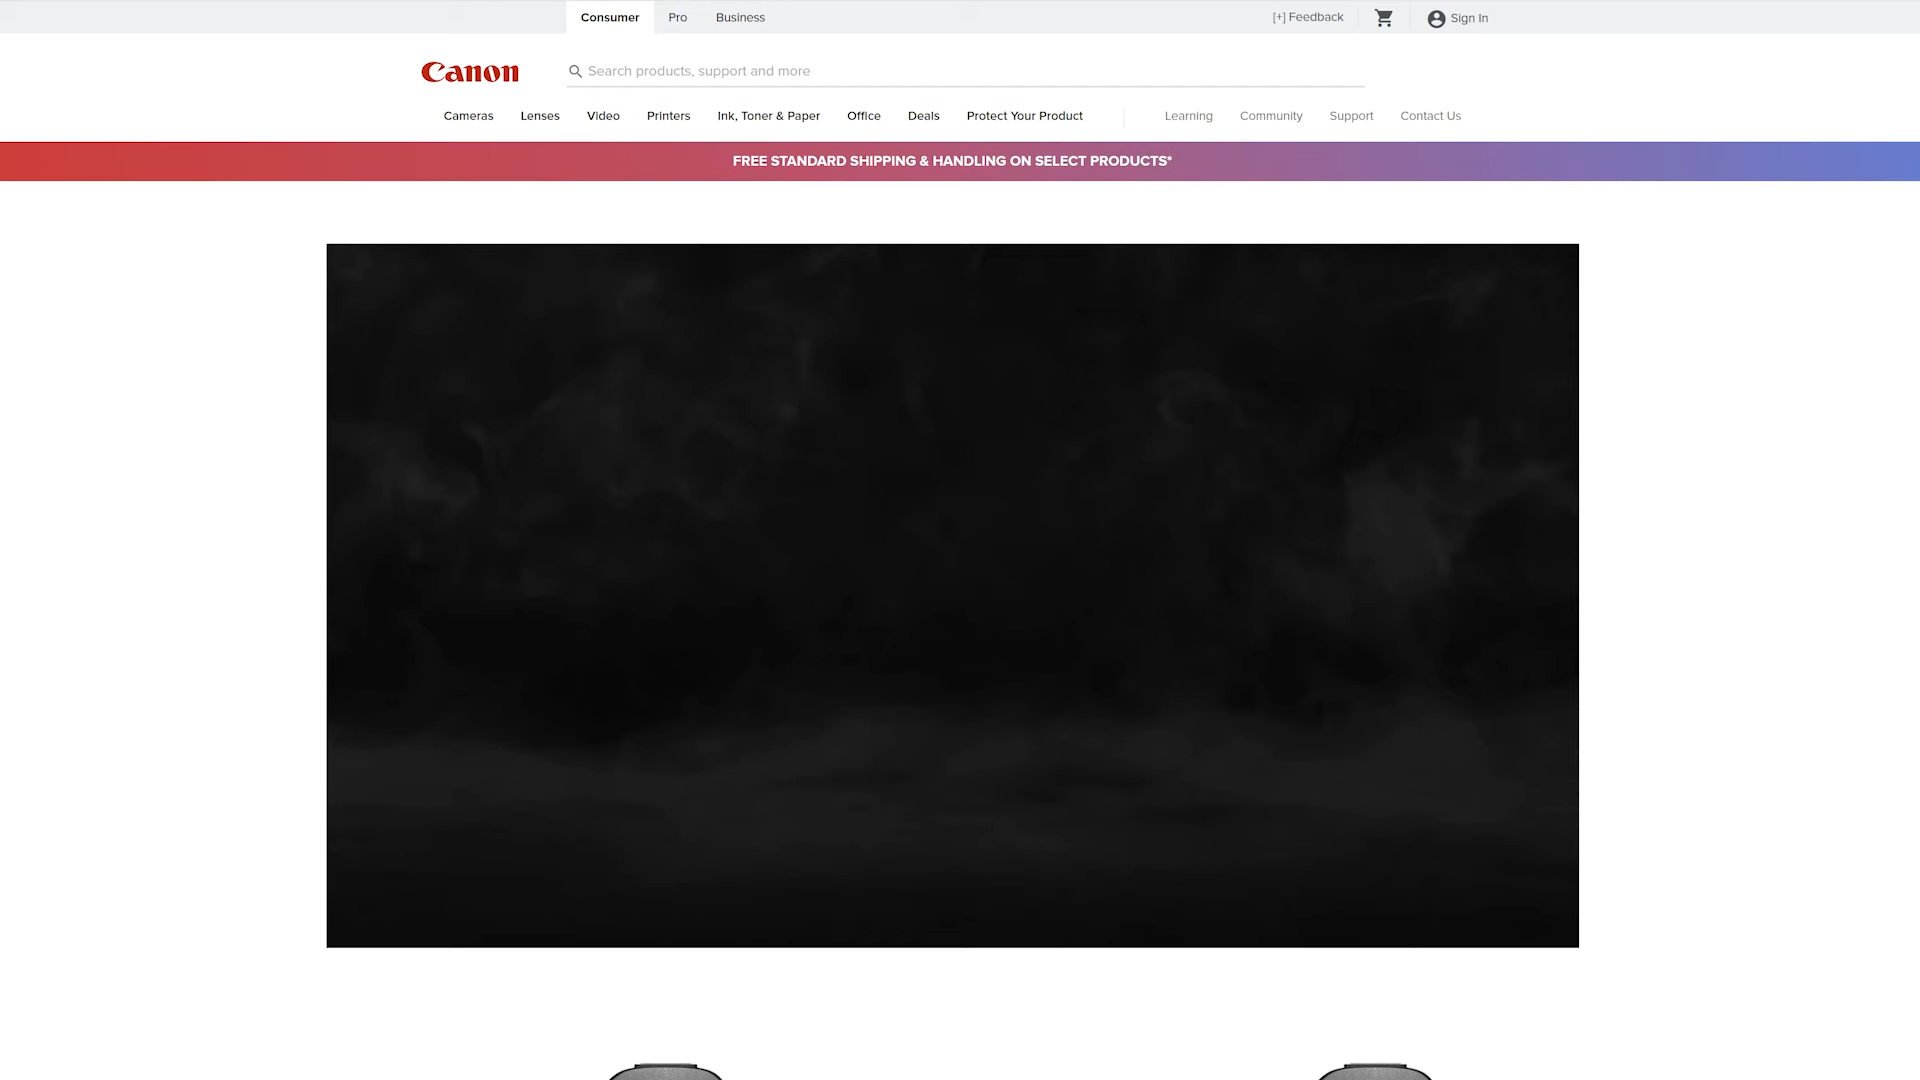 Consumer Pro Business [+] Feedback Sign In
Canon Search products, support and more
Cameras Lenses Video Printers Ink, Toner & Paper Office Deals Protect Your Product Learning Community Support Contact Us
FREE STANDARD SHIPPING & HANDLING ON SELECT PRODUCTS*